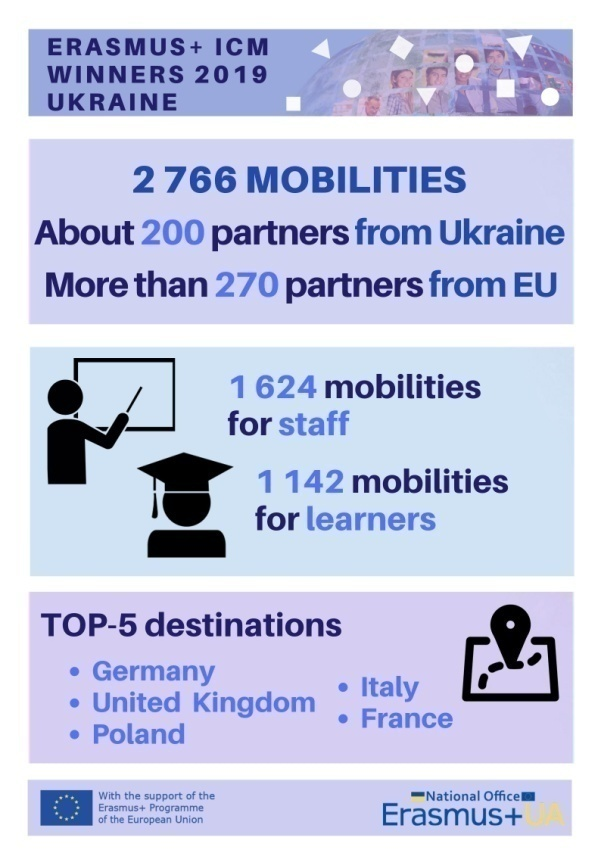 ERASMUS+ ICM
WINNERS 2019
UKRAINE
2 766 MOBILITIES
About 200 partners from Ukraine
More than 270 partners from EU
1 624 mobilities
for staff
1 142 mobilities
for learners
TOP-5 destinations
• Germany
• United Kingdom
• Poland
• Italy
• France
With the support of the
Erasmus+ Programme
of the European Union
National Office
Erasmus+UA